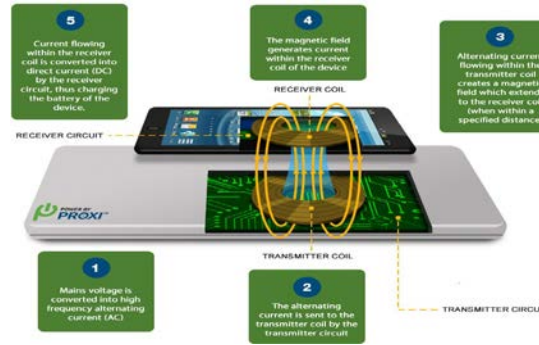 5
Current flowing
within the receiver
coil is converted into
direct current (DC)
by the receiver
circuit, thus charging
the battery of the
device.
4
The magnetic field
generates current
within the receiver
coil of the device
3
Alternating curren
flowing within the
transmitter coil
creates a magnetic
field which extend
to the receiver coi
(when within a
specified distance
RECEIVER COIL
RECEIVER CIRCUIT
POWER BY
PROXI™
TRANSMITTER COIL
1
Mains voltage is
converted into high
frequency alternating
current (AC)
2
The alternating
current is sent to the
transmitter coil by the
transmitter circuit
TRANSMITTER CIRCU